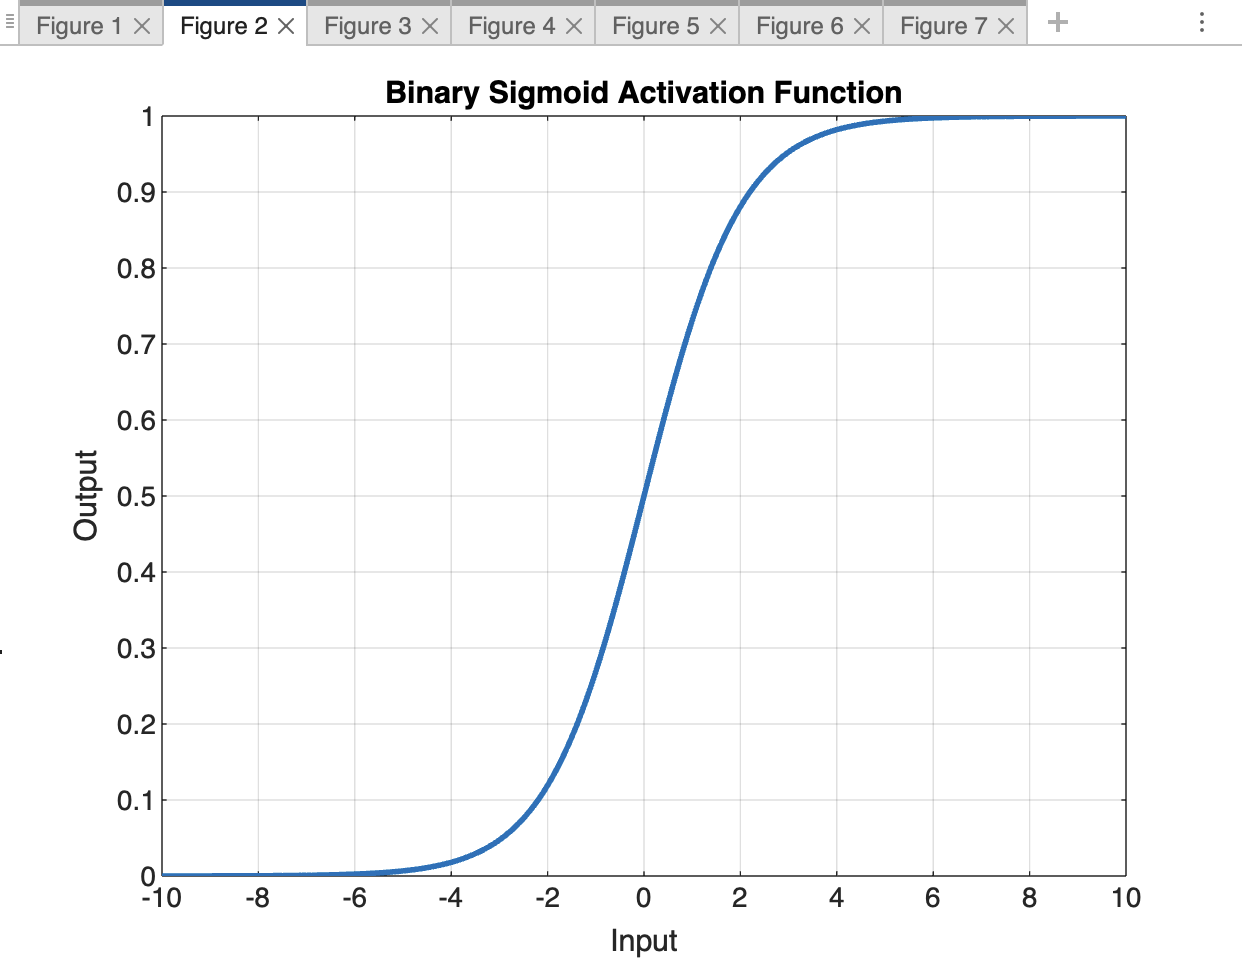 Figure 1 Figure 2 Figure 3 Figure 4 Figure 5 Figure 6 Figure 7
Binary Sigmoid Activation Function
1
0.9
0.8
0.7
0.6
0.5
0.4
0.3
0.2
0.1
0
Output
-10 -8 -6 -4 -2 0 2 4 6 8 10
Input